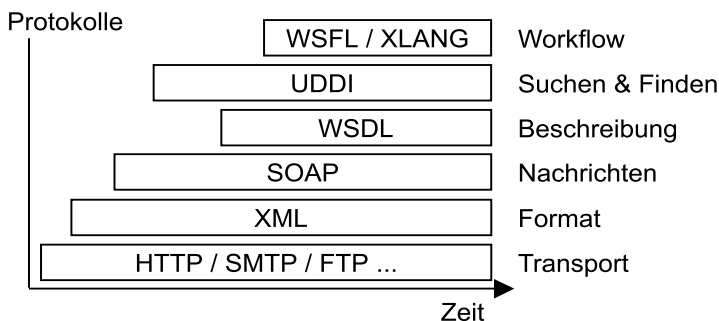 Protokolle
WSFL / XLANG Workflow
UDDI Suchen & Finden
WSDL Beschreibung
SOAP Nachrichten
XML Format
HTTP / SMTP / FTP ... Transport
Zeit